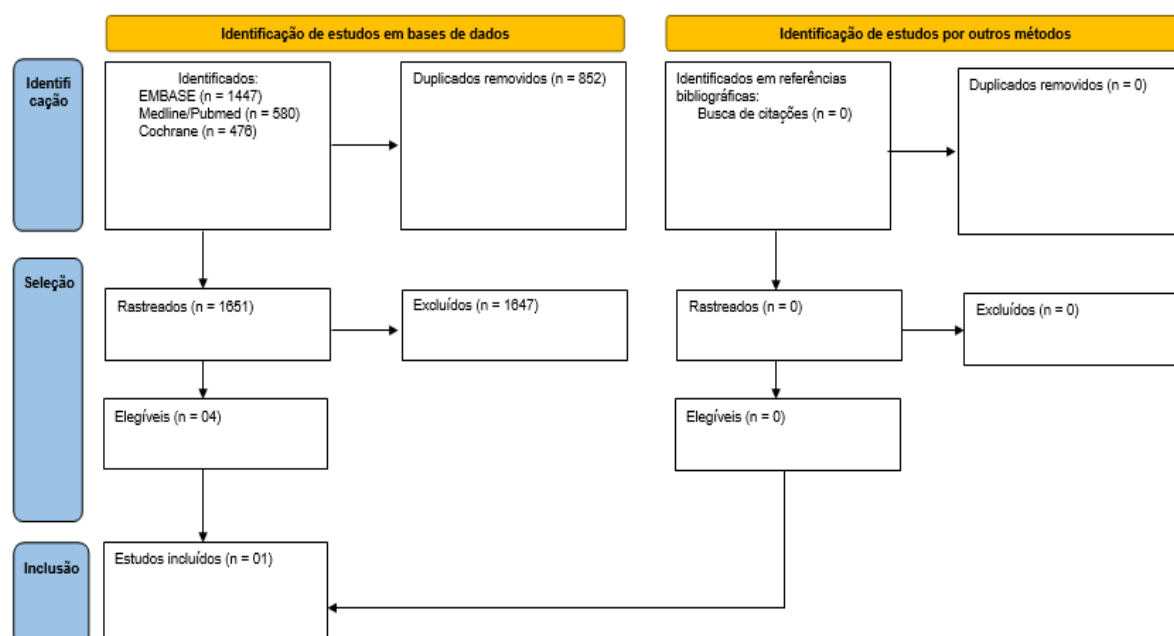 Identificação de estudos em bases de dados
Identificação de estudos por outros métodos
Identifi
cação
Identificados:
EMBASE (n = 1447)
Medline/Pubmed (n = 580)
Cochrane (n = 476)
Duplicados removidos (n = 852)
Identificados em referências
bibliográficas:
Busca de citações (n = 0)
Duplicados removidos (n = 0)
Seleção
Rastreados (n = 1651)
Excluídos (n = 1647)
Rastreados (n = 0)
Excluídos (n = 0)
Elegíveis (n = 04)
Elegíveis (n = 0)
Inclusão
Estudos incluídos (n = 01)